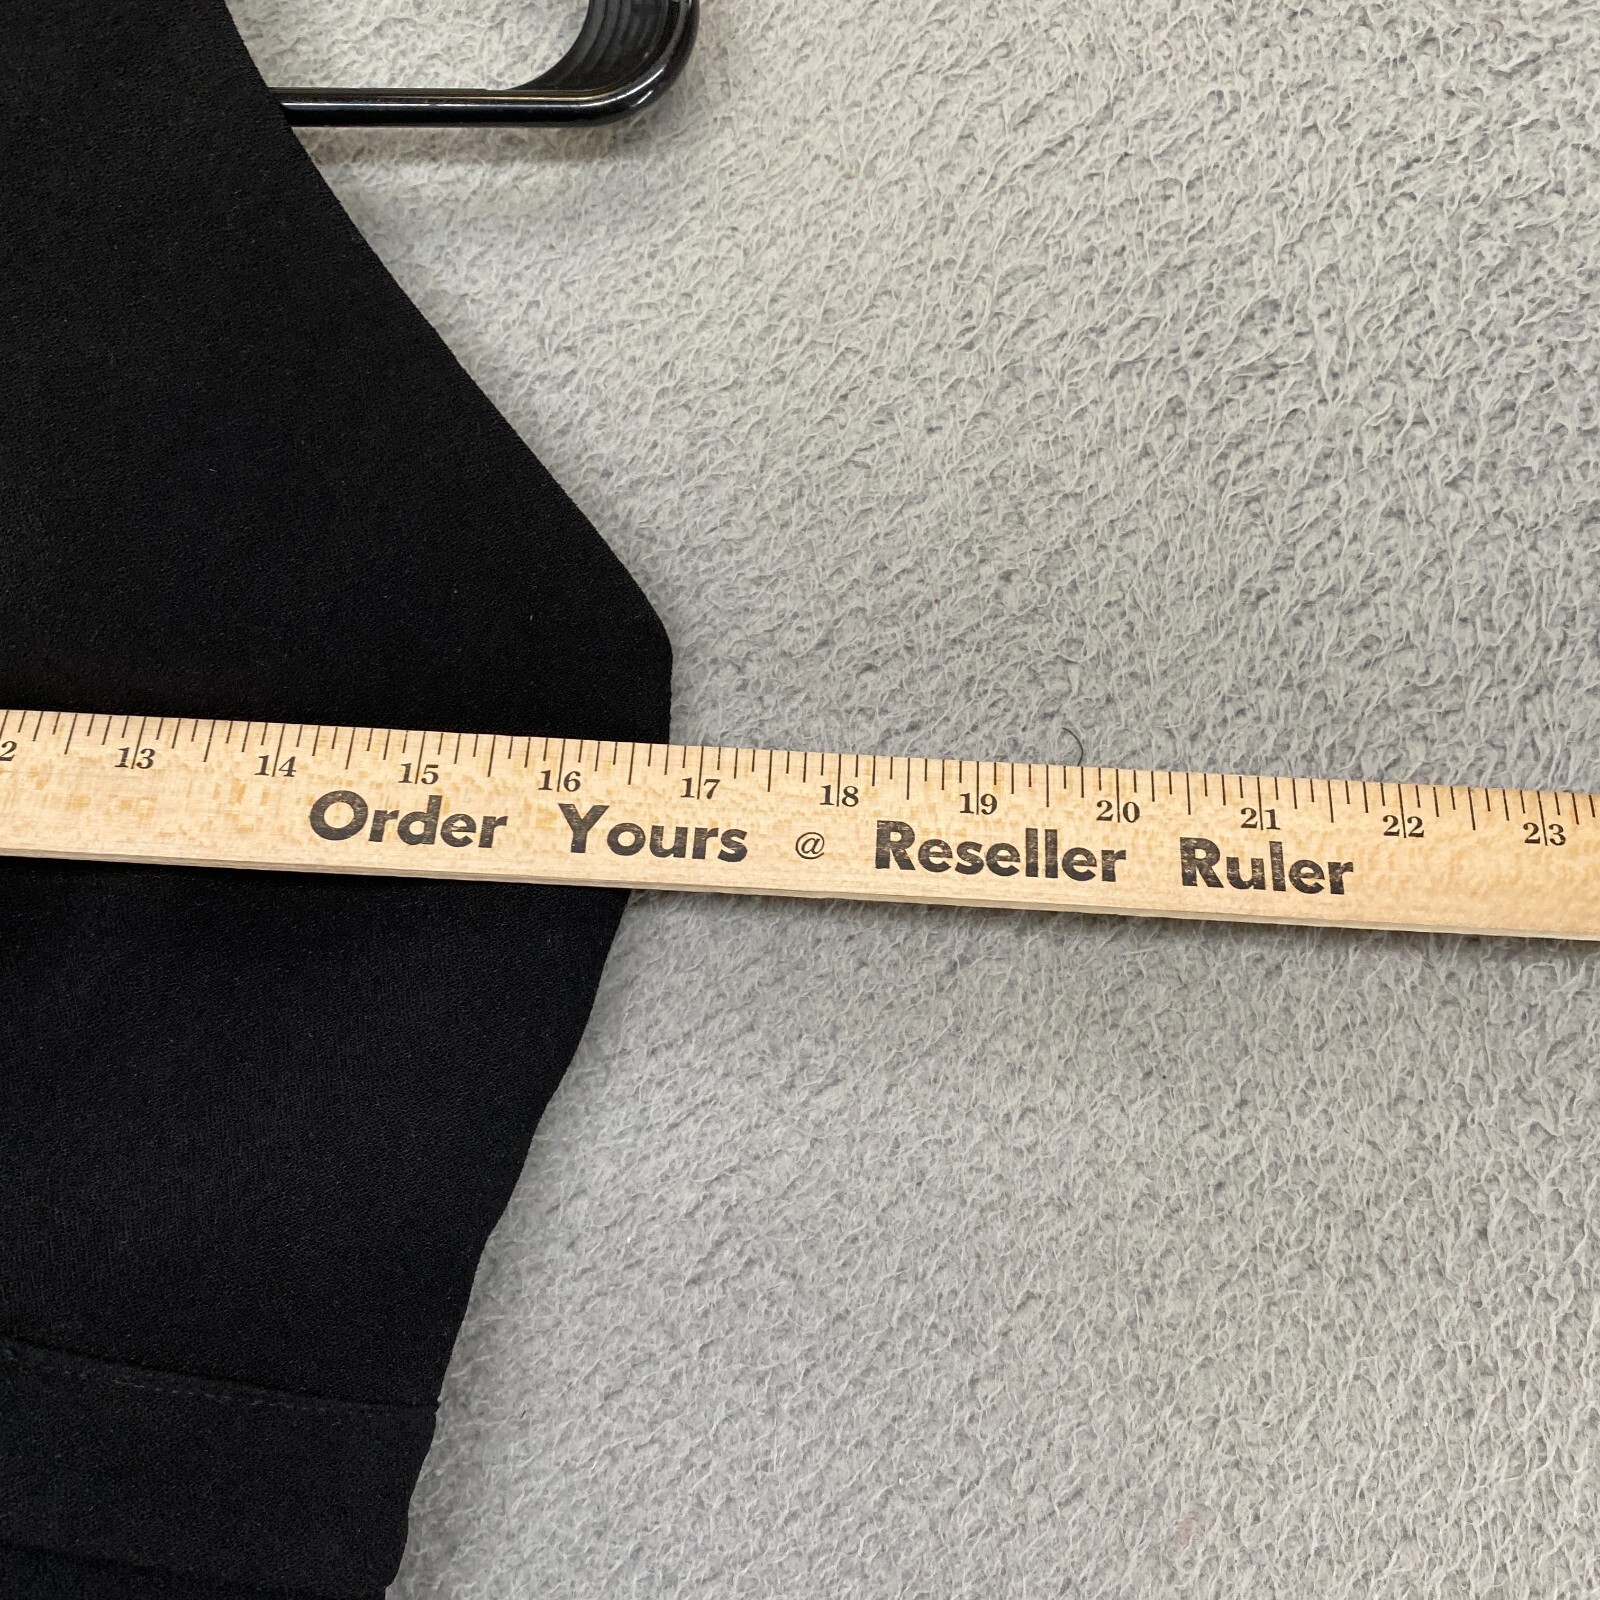 2 13 14 15 16 17 18 19 20 21 22 23
Order Yours @ Reseller Ruler